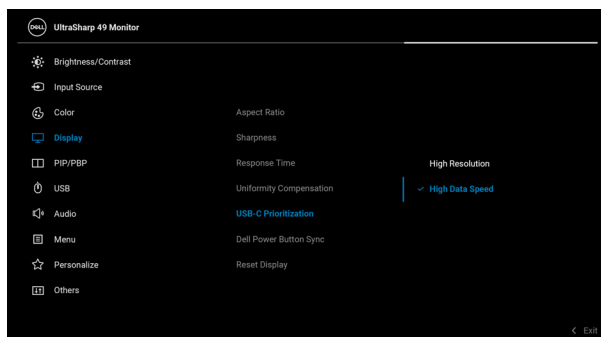 DELL
UltraSharp 49 Monitor
Brightness/Contrast
Input Source
Color
Display
PIP/PBP
USB
Audio
Menu
Personalize
Others
Aspect Ratio
Sharpness
Response Time
Uniformity Compensation
USB-C Prioritization
Dell Power Button Sync
Reset Display
High Resolution
High Data Speed
Exit